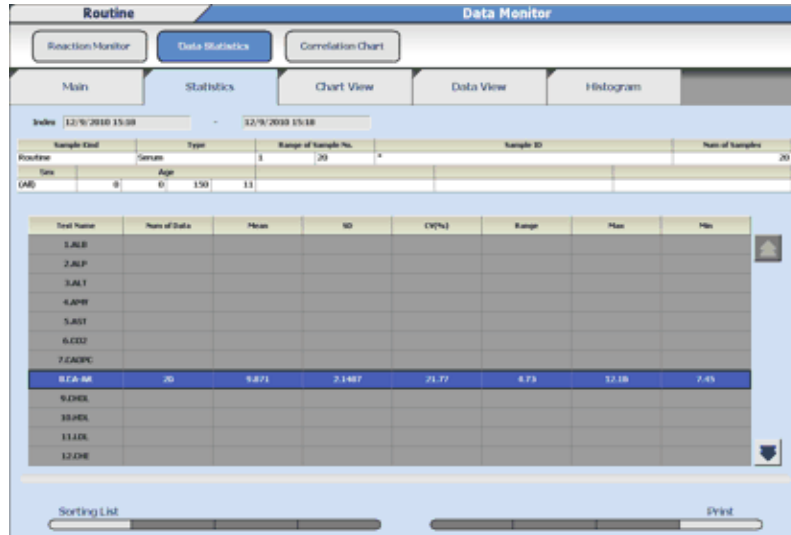 Routine Data Monitor
Reaction Monitor Data Statistics Correlation Chart
Main Statistics Chart View Data View Histogram
Index 12/9/2010 15:10 - 12/9/2010 15:18
Sample Kind Type Range of Sample No. Sample ID Num of Samples
Routine Serum 1 20 * 20
Sex Age
(All) 0 0 150 11
Test Name Num of Data Mean SD CV(%) Range Max Min
1.ALB
2.ALP
3.ALT
4.AMY
5.AST
6.CO2
7.CAOPC
8.CA-AR 20 9.871 2.1487 21.77 4.73 12.18 7.45
9.CHOL
10.HDL
11.LDL
12.CHE
Sorting List Print